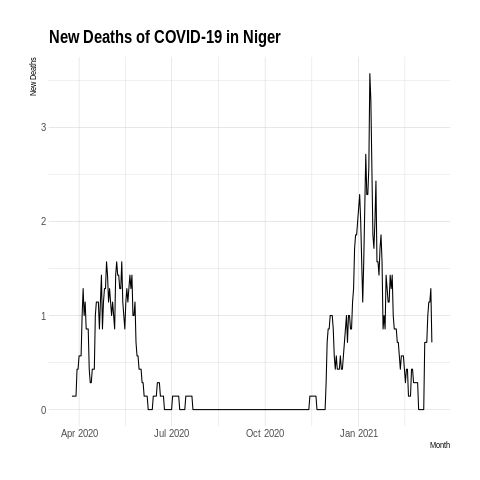 New Deaths of COVID-19 in Niger
New Deaths
3
2
1
0
Apr 2020
Jul 2020
Oct 2020
Jan 2021
Month